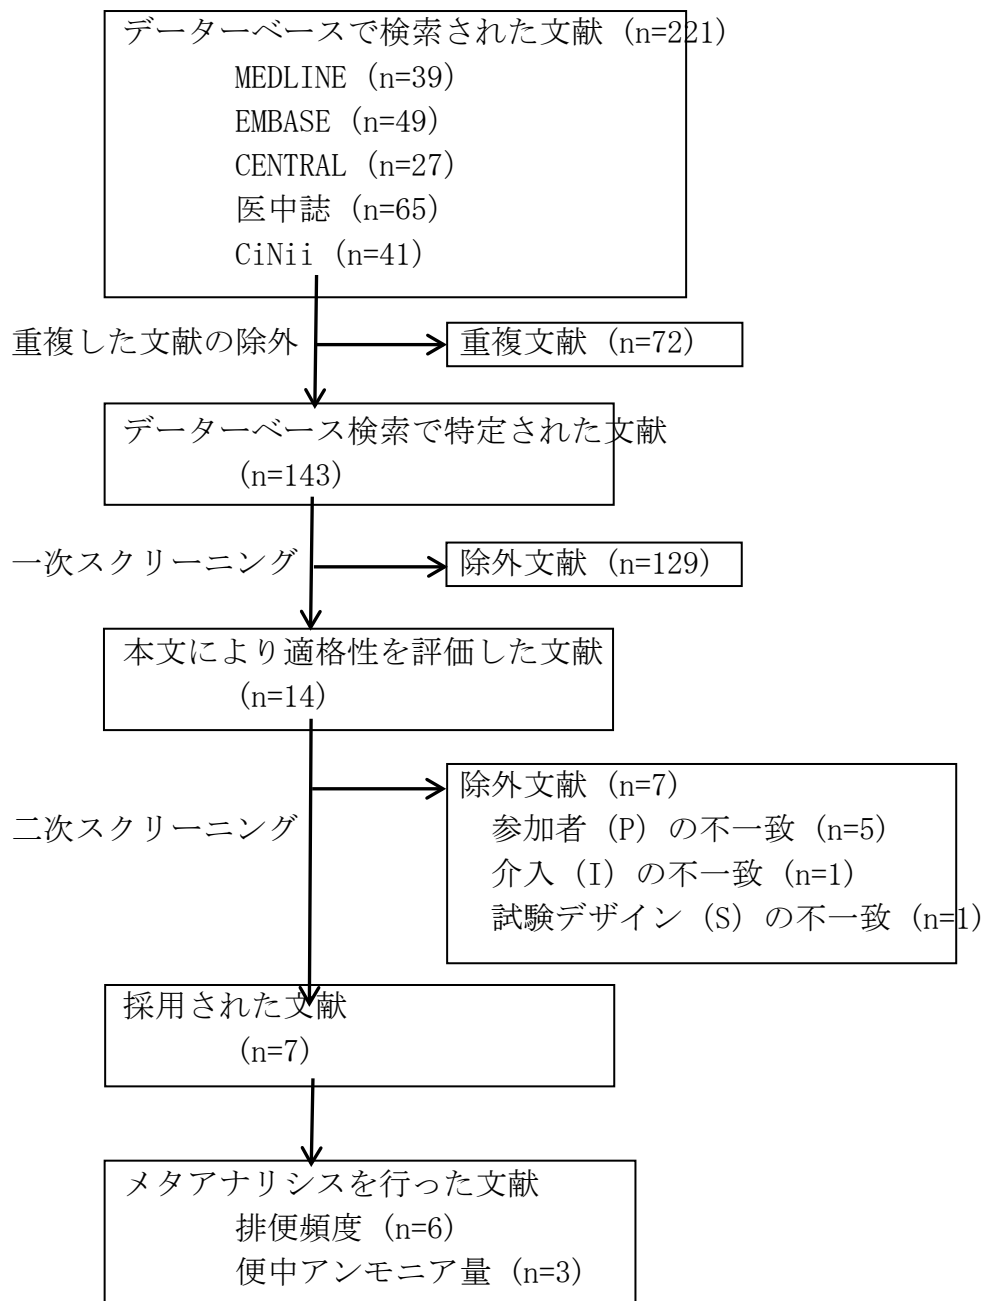 データーベースで検索された文献 (n=221)
MEDLINE (n=39)
EMBASE (n=49)
CENTRAL (n=27)
医中誌 (n=65)
CiNii (n=41)
重複した文献の除外
重複文献 (n=72)
データーベース検索で特定された文献
(n=143)
一次スクリーニング
除外文献 (n=129)
本文により適格性を評価した文献
(n=14)
二次スクリーニング
除外文献 (n=7)
参加者 (P) の不一致 (n=5)
介入 (I) の不一致 (n=1)
試験デザイン (S) の不一致 (n=1)
採用された文献
(n=7)
メタアナリシスを行った文献
排便頻度 (n=6)
便中アンモニア量 (n=3)